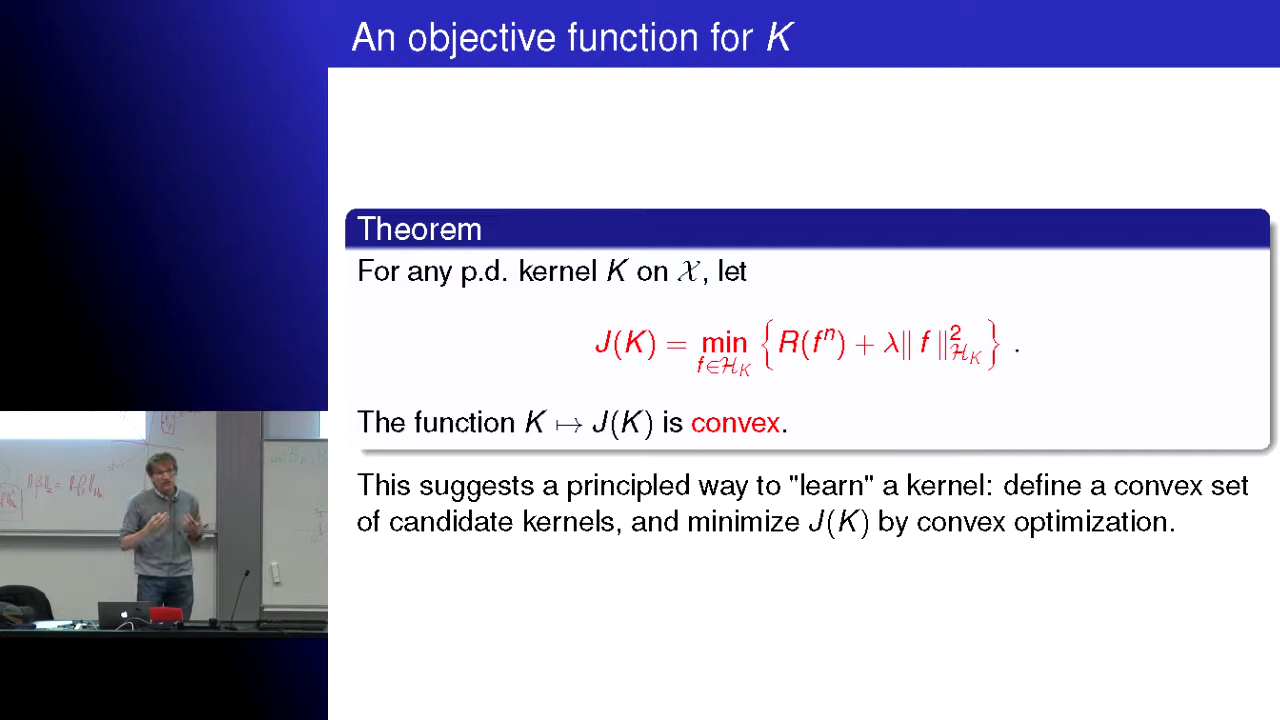 An objective function for K
Theorem
For any p.d. kernel K on 𝒳, let
J(K) = min_{f∈ℋ_K} { R(fⁿ) + λ‖ f ‖²_{ℋ_K} } .
The function K ↦ J(K) is convex.
This suggests a principled way to "learn" a kernel: define a convex set
of candidate kernels, and minimize J(K) by convex optimization.